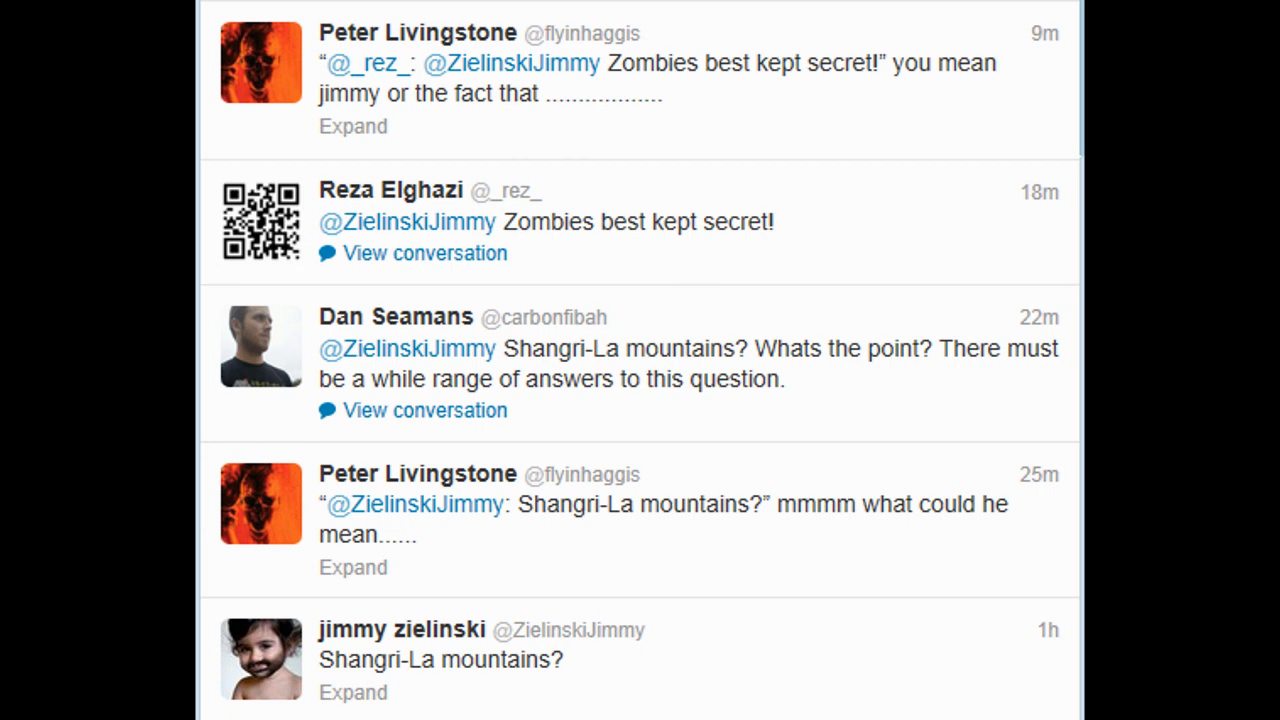 Peter Livingstone @flyinhaggis 9m
“@_rez_: @ZielinskiJimmy Zombies best kept secret!” you mean
jimmy or the fact that ..................
Expand
Reza Elghazi @_rez_ 18m
@ZielinskiJimmy Zombies best kept secret!
View conversation
Dan Seamans @carbonfibah 22m
@ZielinskiJimmy Shangri-La mountains? Whats the point? There must
be a while range of answers to this question.
View conversation
Peter Livingstone @flyinhaggis 25m
“@ZielinskiJimmy: Shangri-La mountains?” mmmm what could he
mean......
Expand
jimmy zielinski @ZielinskiJimmy 1h
Shangri-La mountains?
Expand